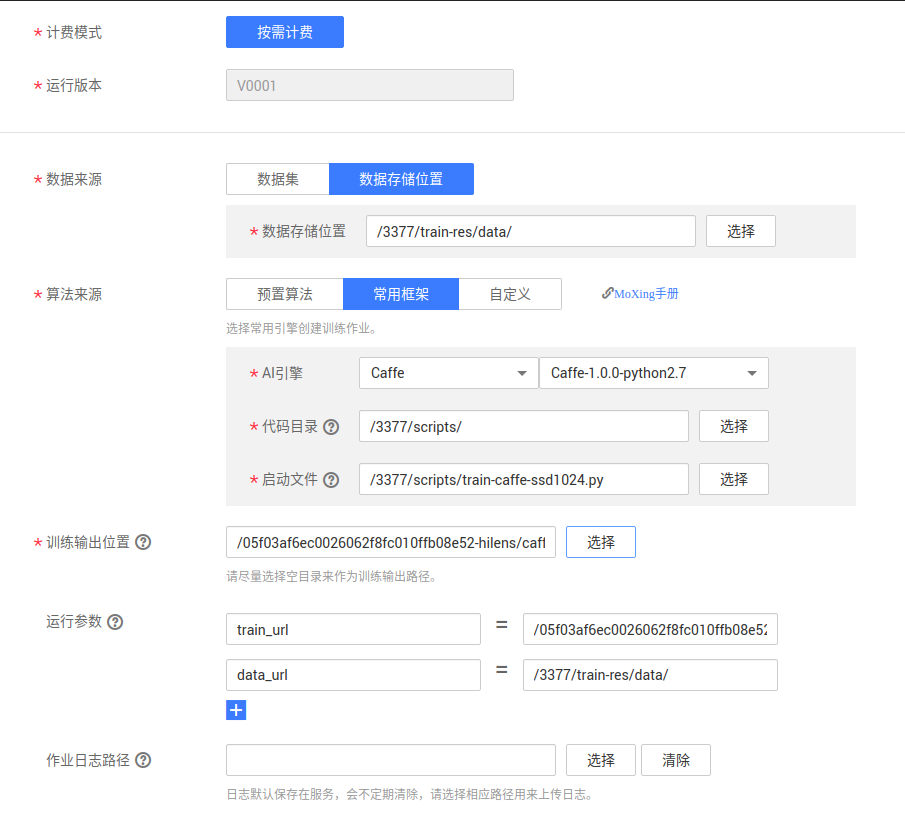 * 计费模式 按需计费
* 运行版本 V0001
* 数据来源 数据集 数据存储位置
* 数据存储位置 /3377/train-res/data/ 选择
* 算法来源 预置算法 常用框架 自定义 MoXing手册
选择常用引擎创建训练作业。
* AI引擎 Caffe Caffe-1.0.0-python2.7
* 代码目录 ? /3377/scripts/ 选择
* 启动文件 ? /3377/scripts/train-caffe-ssd1024.py 选择
* 训练输出位置 ? /05f03af6ec0026062f8fc010ffb08e52-hilens/caff 选择
请尽量选择空目录来作为训练输出路径。
运行参数 ? train_url = /05f03af6ec0026062f8fc010ffb08e52
data_url = /3377/train-res/data/
+
作业日志路径 ? 选择 清除
日志默认保存在服务，会不定期清除，请选择相应路径用来上传日志。